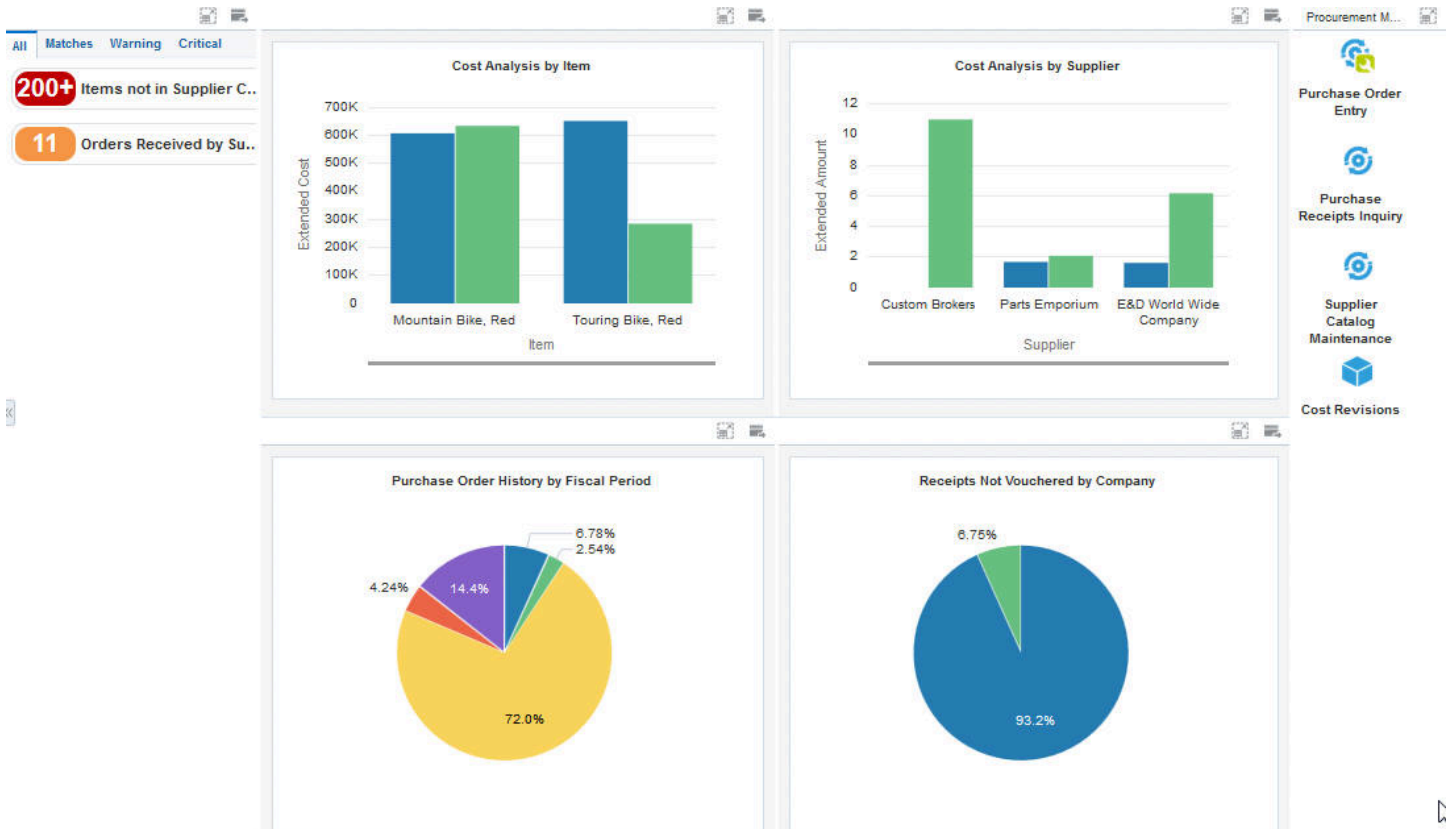 All Matches Warning Critical
200+ Items not in Supplier C..
11 Orders Received by Su..
Cost Analysis by Item
700K
600K
500K
400K
300K
200K
100K
0
Extended Cost
Mountain Bike, Red
Touring Bike, Red
Item
Cost Analysis by Supplier
12
10
8
6
4
2
0
Extended Amount
Custom Brokers
Parts Emporium
E&D World Wide
Company
Supplier
Procurement M...
Purchase Order
Entry
Purchase
Receipts Inquiry
Supplier
Catalog
Maintenance
Cost Revisions
Purchase Order History by Fiscal Period
6.78%
2.54%
4.24%
14.4%
72.0%
Receipts Not Vouchered by Company
6.75%
93.2%